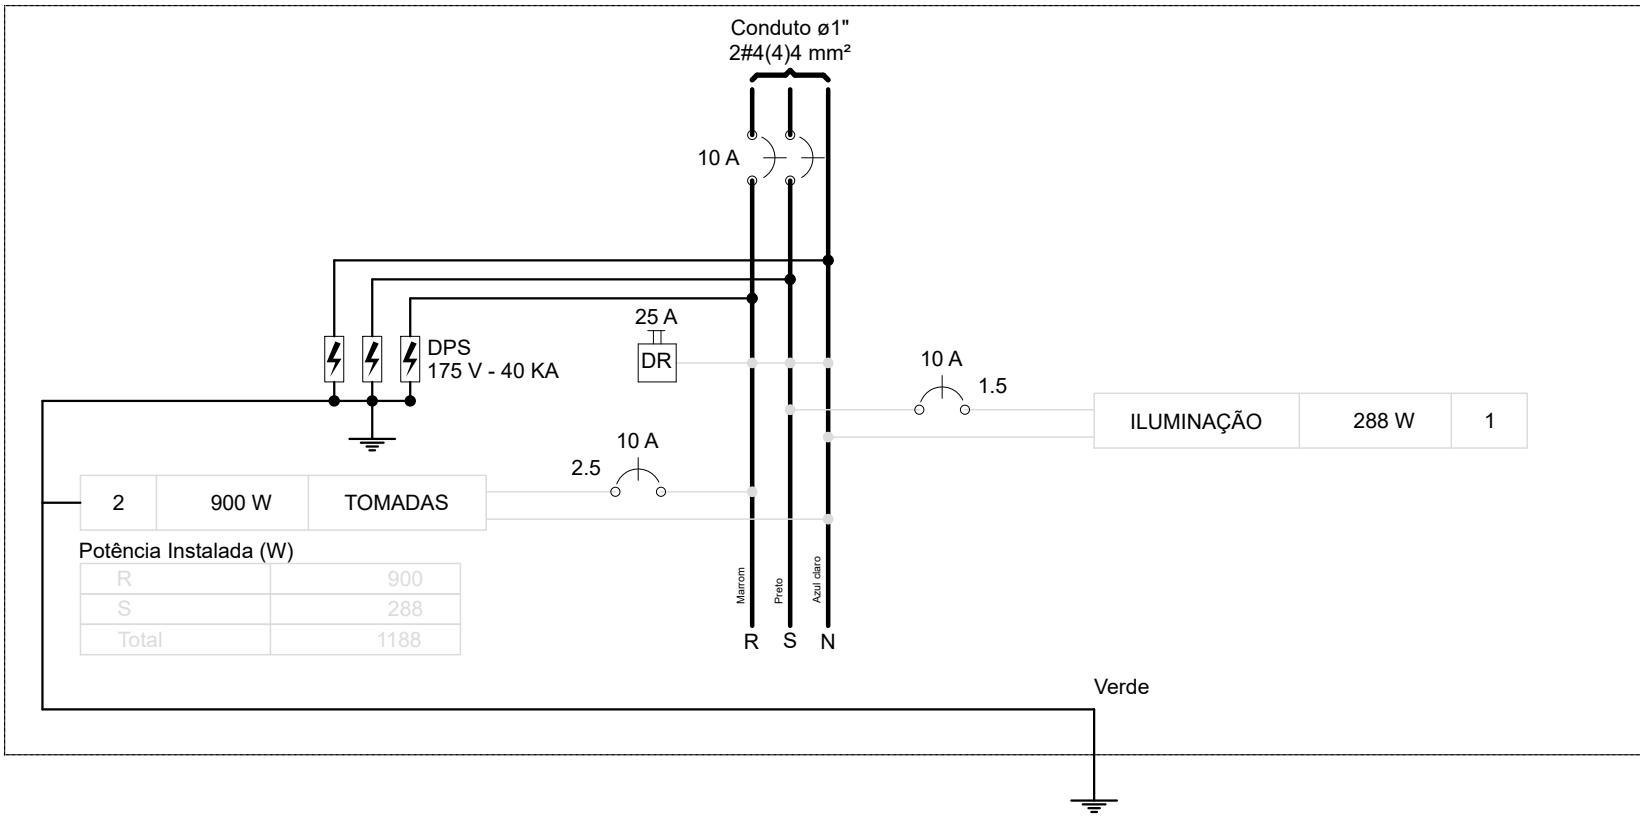 Conduto ø1"
2#4(4)4 mm²
10 A
25 A
DR
DPS
175 V - 40 KA
10 A
1.5
ILUMINAÇÃO 288 W 1
10 A
2.5
2 900 W TOMADAS
Potência Instalada (W)
R 900
S 288
Total 1188
Marrom
Preto
Azul claro
R S N
Verde